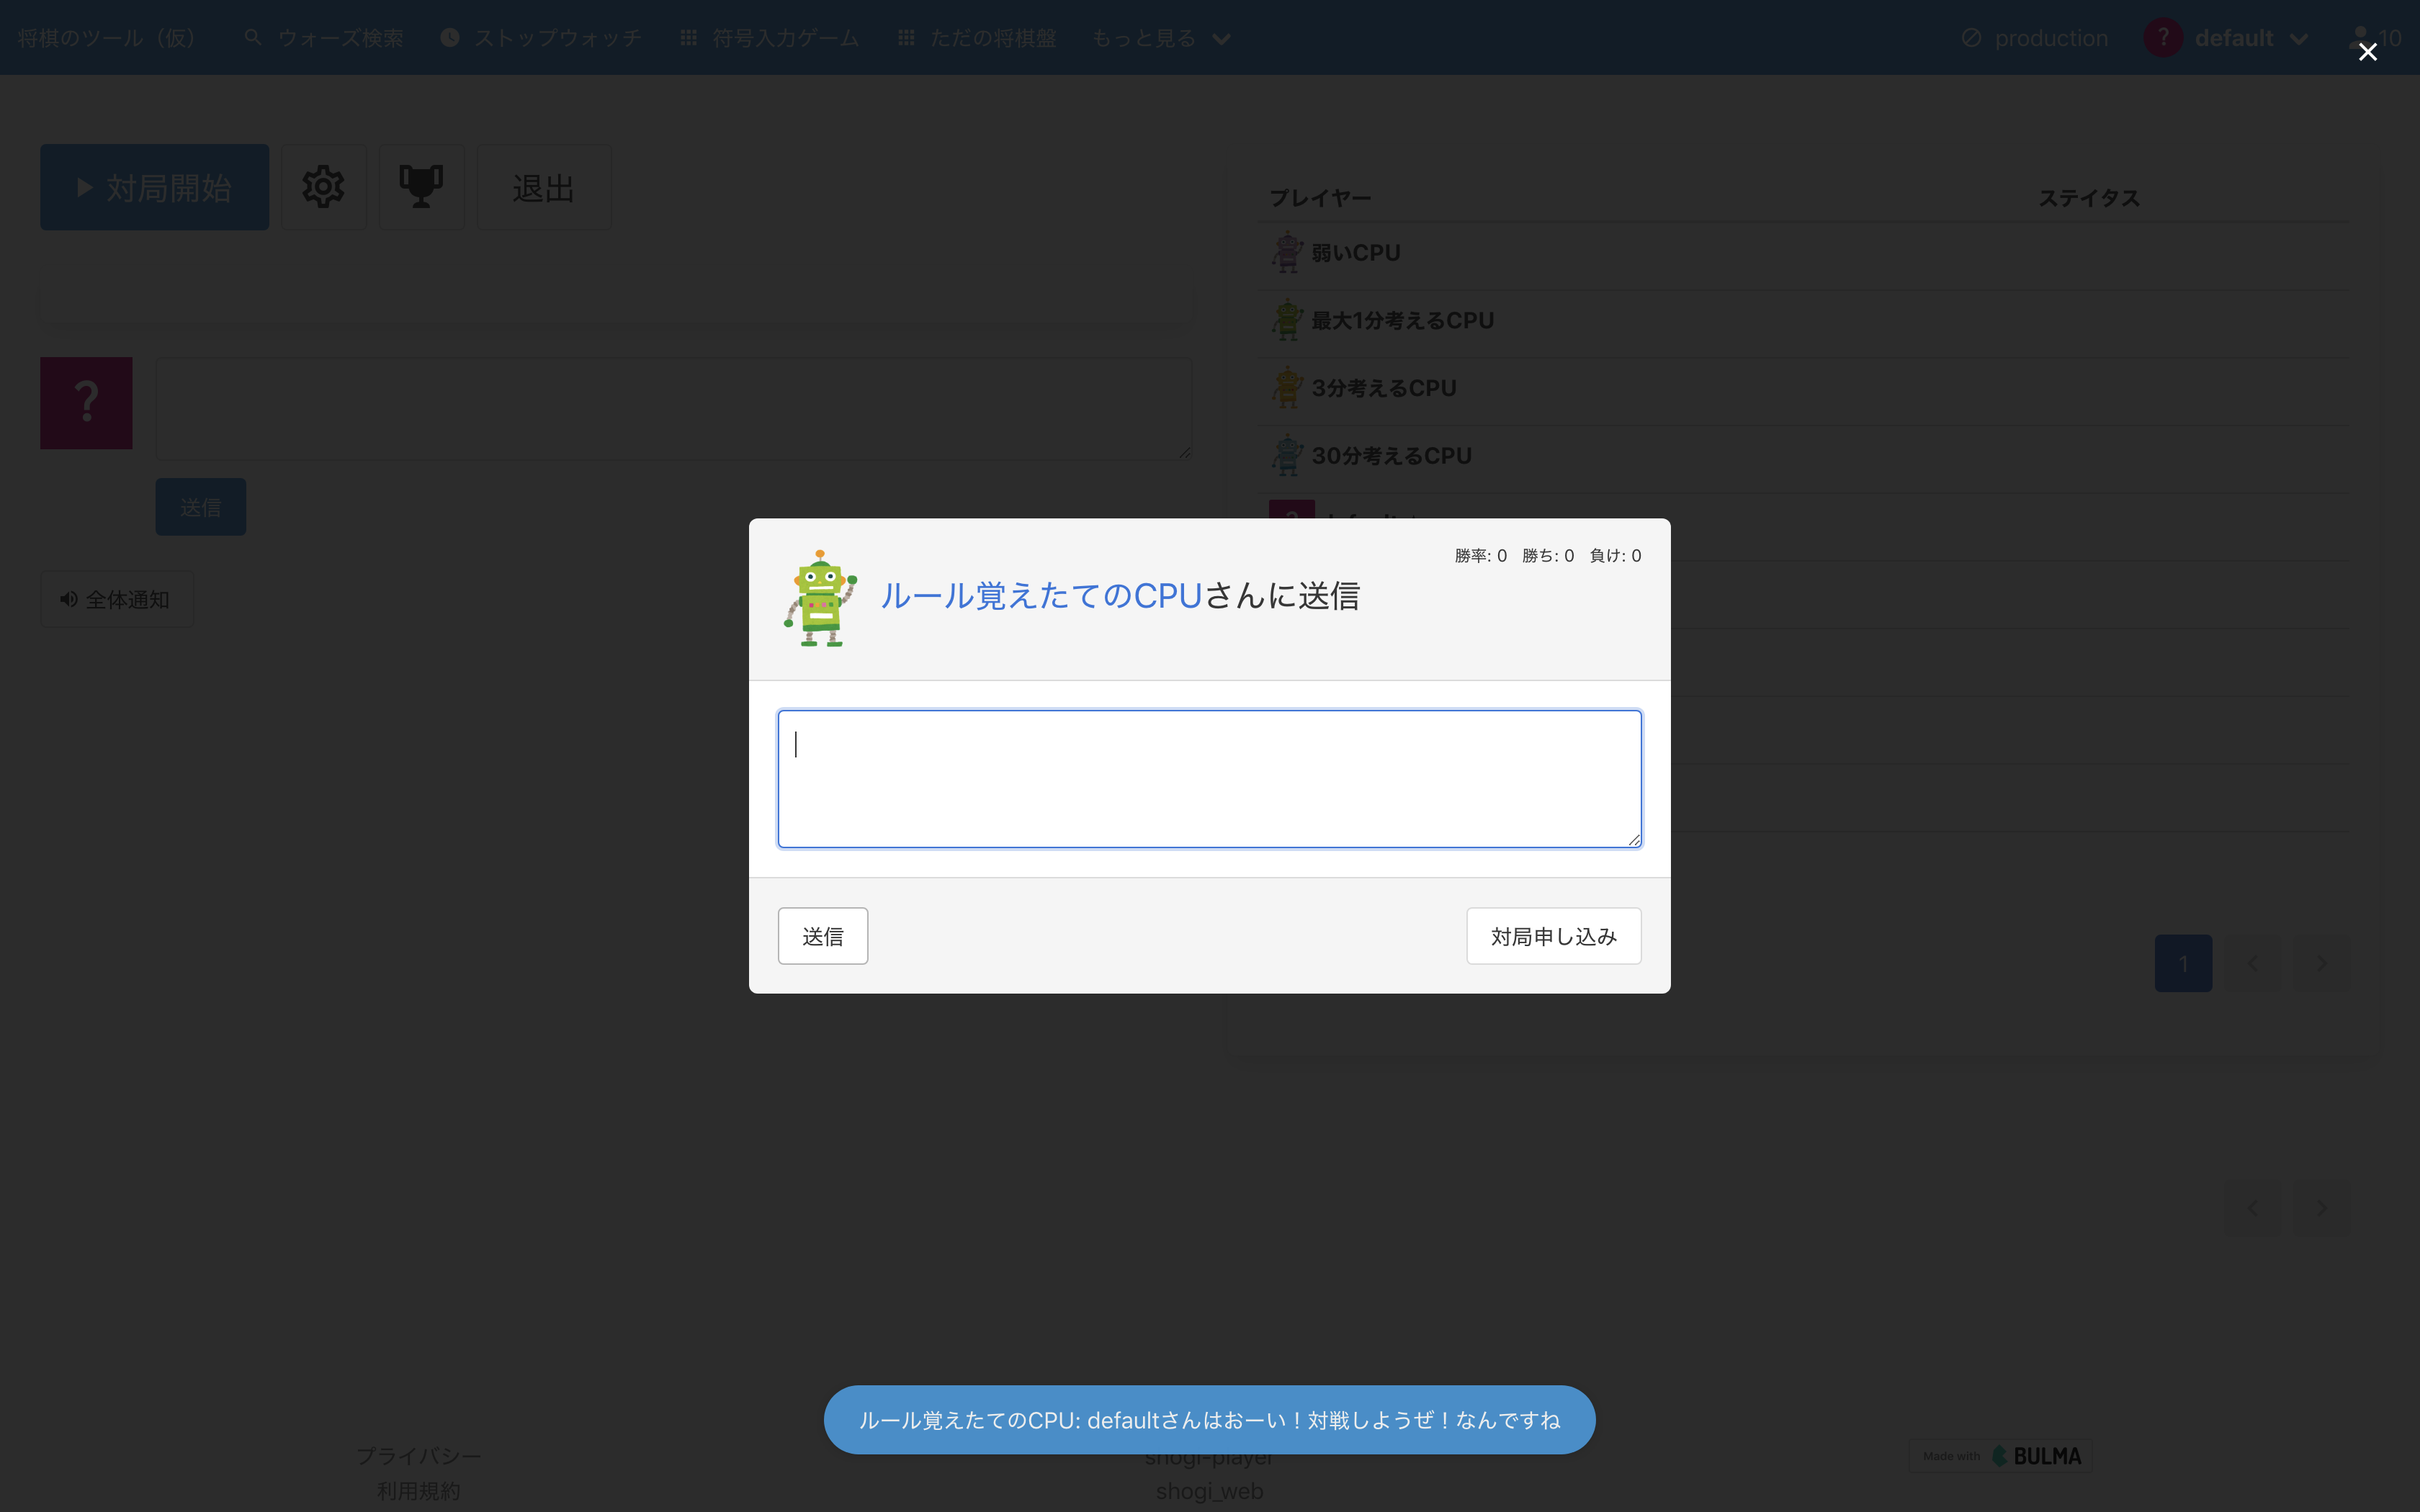 将棋のツール（仮） ウォーズ検索 ストップウォッチ 符号入力ゲーム ただの将棋盤 もっと見る production ? default 10
対局開始 退出
プレイヤー ステイタス
弱いCPU
最大1分考えるCPU
3分考えるCPU
30分考えるCPU
?
送信
全体通知
勝率: 0 勝ち: 0 負け: 0
ルール覚えたてのCPUさんに送信
送信 対局申し込み
1
ルール覚えたてのCPU: defaultさんはおーい！対戦しようぜ！なんですね
プライバシー shogi-player Made with BULMA
利用規約 shogi_web